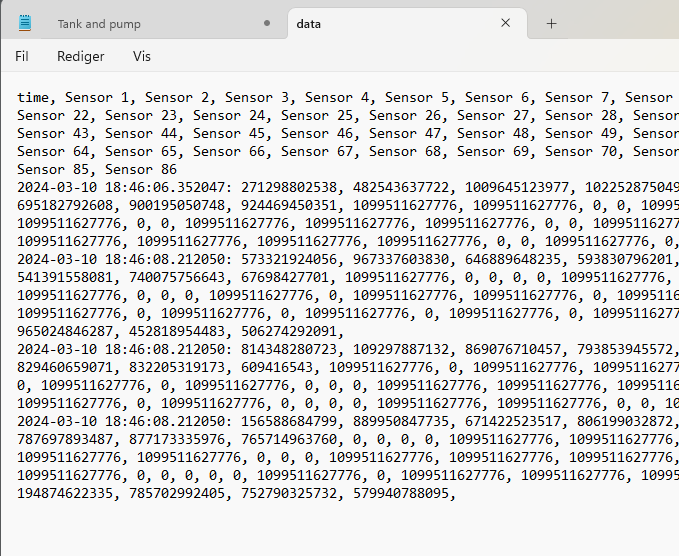 Tank and pump
data
Fil Rediger Vis
time, Sensor 1, Sensor 2, Sensor 3, Sensor 4, Sensor 5, Sensor 6, Sensor 7, Sensor
Sensor 22, Sensor 23, Sensor 24, Sensor 25, Sensor 26, Sensor 27, Sensor 28, Sensor
Sensor 43, Sensor 44, Sensor 45, Sensor 46, Sensor 47, Sensor 48, Sensor 49, Sensor
Sensor 64, Sensor 65, Sensor 66, Sensor 67, Sensor 68, Sensor 69, Sensor 70, Sensor
Sensor 85, Sensor 86
2024-03-10 18:46:06.352047: 271298802538, 482543637722, 1009645123977, 102252875049
695182792608, 900195050748, 924469450351, 1099511627776, 1099511627776, 0, 0, 10995
1099511627776, 0, 0, 1099511627776, 1099511627776, 1099511627776, 0, 0, 10995116277
1099511627776, 1099511627776, 1099511627776, 1099511627776, 0, 0, 1099511627776, 0,
2024-03-10 18:46:08.212050: 573321924056, 967337603830, 646889648235, 593830796201,
541391558081, 740075756643, 67698427701, 1099511627776, 0, 0, 0, 0, 1099511627776,
1099511627776, 0, 0, 0, 1099511627776, 0, 1099511627776, 1099511627776, 0, 10995116
1099511627776, 0, 1099511627776, 0, 1099511627776, 0, 1099511627776, 0, 10995116277
965024846287, 452818954483, 506274292091,
2024-03-10 18:46:08.212050: 814348280723, 109297887132, 869076710457, 793853945572,
829460659071, 832205319173, 609416543, 1099511627776, 0, 1099511627776, 10995116277
0, 1099511627776, 0, 1099511627776, 0, 0, 0, 1099511627776, 1099511627776, 10995116
1099511627776, 0, 1099511627776, 0, 0, 0, 0, 1099511627776, 1099511627776, 0, 0, 10
2024-03-10 18:46:08.212050: 156588684799, 889950847735, 671422523517, 806199032872,
787697893487, 877173335976, 765714963760, 0, 0, 0, 0, 1099511627776, 1099511627776,
1099511627776, 1099511627776, 0, 0, 0, 1099511627776, 1099511627776, 1099511627776,
1099511627776, 0, 0, 0, 0, 0, 1099511627776, 0, 1099511627776, 1099511627776, 10995
194874622335, 785702992405, 752790325732, 579940788095,